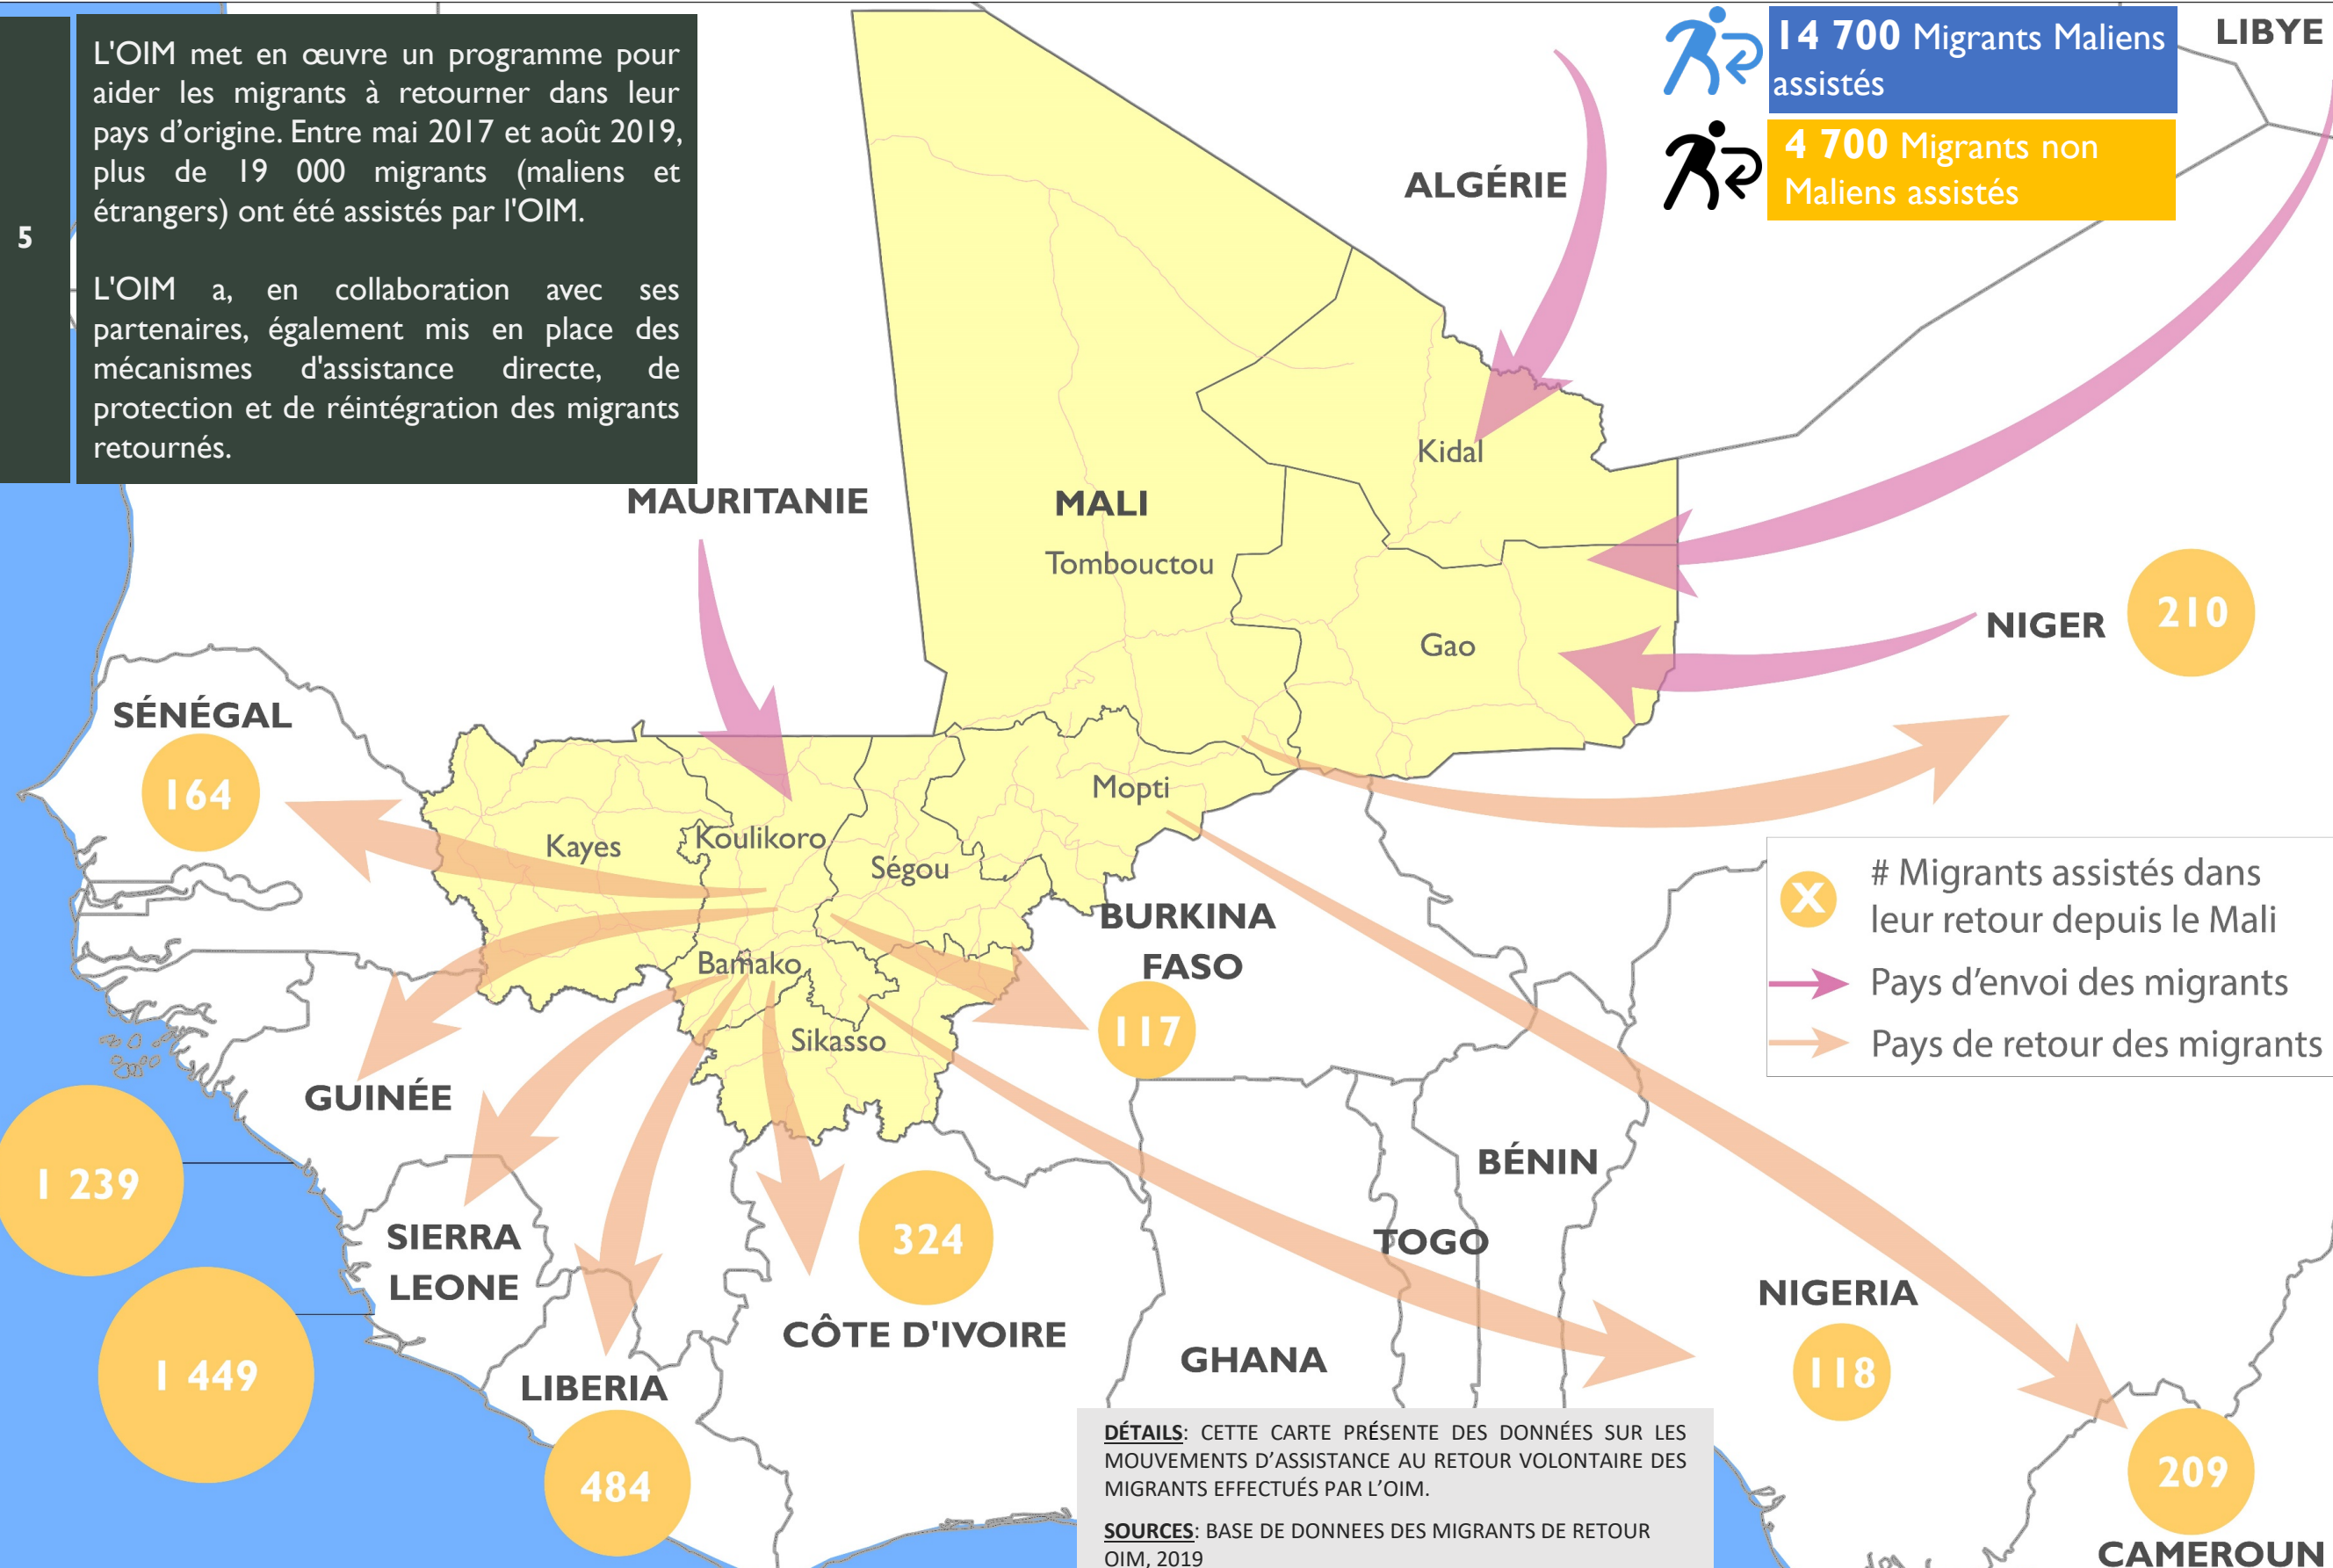 5
L'OIM met en œuvre un programme pour
aider les migrants à retourner dans leur
pays d’origine. Entre mai 2017 et août 2019,
plus de 19 000 migrants (maliens et
étrangers) ont été assistés par l'OIM.
L'OIM a, en collaboration avec ses
partenaires, également mis en place des
mécanismes d'assistance directe, de
protection et de réintégration des migrants
retournés.
14 700 Migrants Maliens
assistés
4 700 Migrants non
Maliens assistés
LIBYE
ALGÉRIE
MAURITANIE
MALI
Kidal
Tombouctou
Gao
NIGER
210
SÉNÉGAL
164
Mopti
Kayes
Koulikoro
Ségou
Bamako
Sikasso
BURKINA
FASO
117
X
# Migrants assistés dans
leur retour depuis le Mali
Pays d’envoi des migrants
Pays de retour des migrants
GUINÉE
1 239
SIERRA
LEONE
1 449
324
CÔTE D'IVOIRE
LIBERIA
484
GHANA
TOGO
BÉNIN
NIGERIA
118
209
CAMEROUN
DÉTAILS: CETTE CARTE PRÉSENTE DES DONNÉES SUR LES
MOUVEMENTS D’ASSISTANCE AU RETOUR VOLONTAIRE DES
MIGRANTS EFFECTUÉS PAR L’OIM.
SOURCES: BASE DE DONNEES DES MIGRANTS DE RETOUR
OIM, 2019